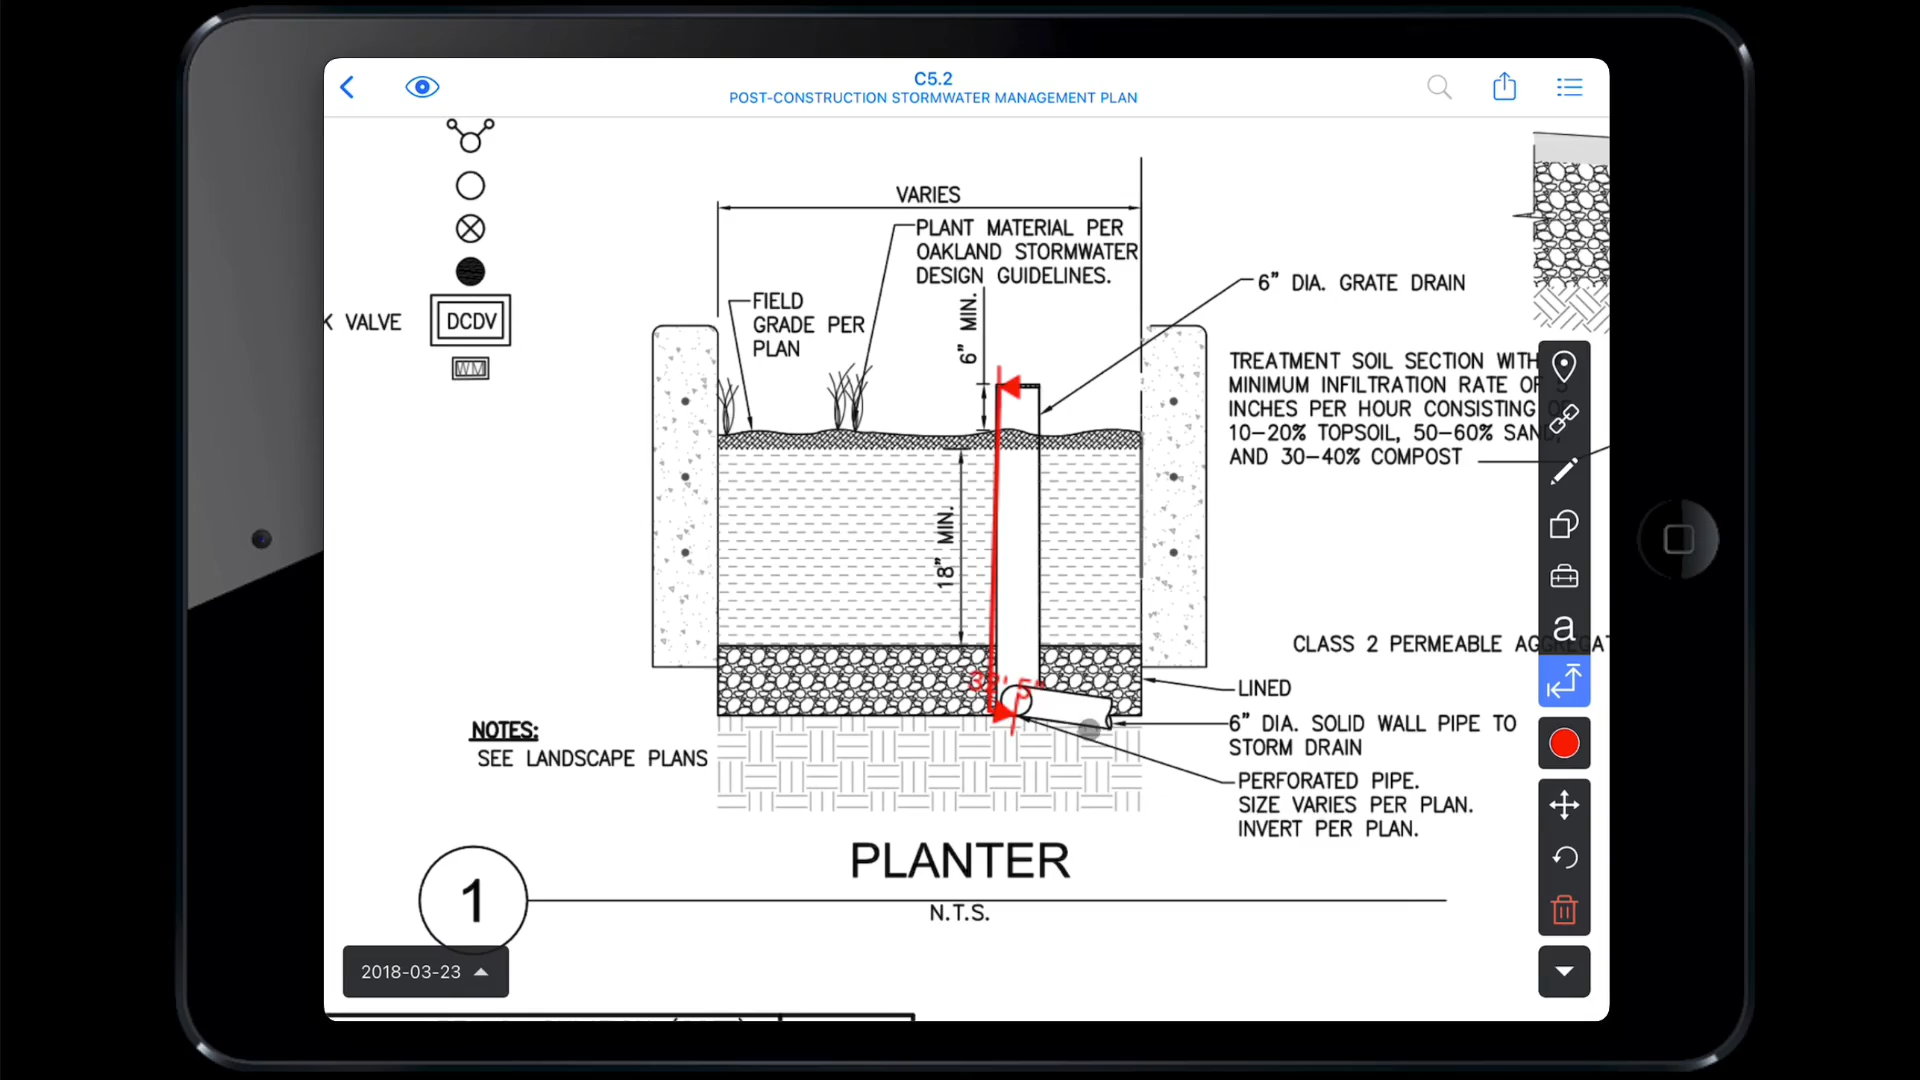 C5.2
POST-CONSTRUCTION STORMWATER MANAGEMENT PLAN
VARIES
PLANT MATERIAL PER
OAKLAND STORMWATER
DESIGN GUIDELINES.
6" DIA. GRATE DRAIN
FIELD
GRADE PER
PLAN
6" MIN.
K VALVE
DCDV
WM
TREATMENT SOIL SECTION WITH
MINIMUM INFILTRATION RATE OF 5
INCHES PER HOUR CONSISTING OF
10-20% TOPSOIL, 50-60% SAND,
AND 30-40% COMPOST
18" MIN.
a
CLASS 2 PERMEABLE
LINED
6" DIA. SOLID WALL PIPE TO
STORM DRAIN
NOTES:
SEE LANDSCAPE PLANS
PERFORATED PIPE.
SIZE VARIES PER PLAN.
INVERT PER PLAN.
PLANTER
1
N.T.S.
2018-03-23